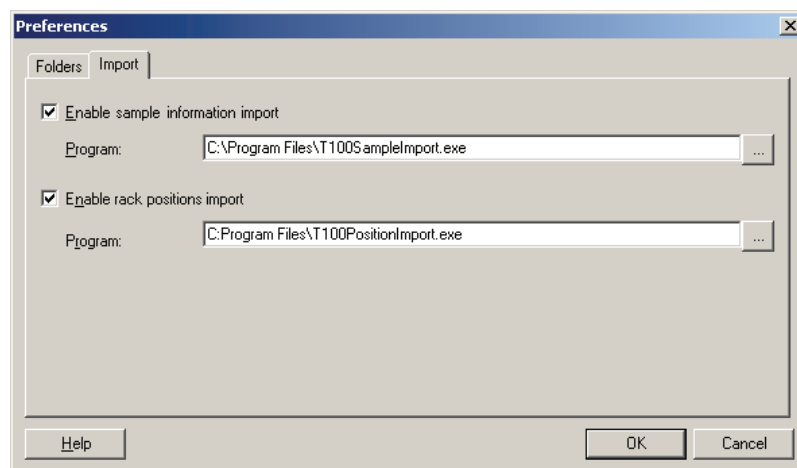 Preferences
Folders Import
Enable sample information import
Program: C:\Program Files\T100SampleImport.exe ...
Enable rack positions import
Program: C:Program Files\T100PositionImport.exe ...
Help OK Cancel